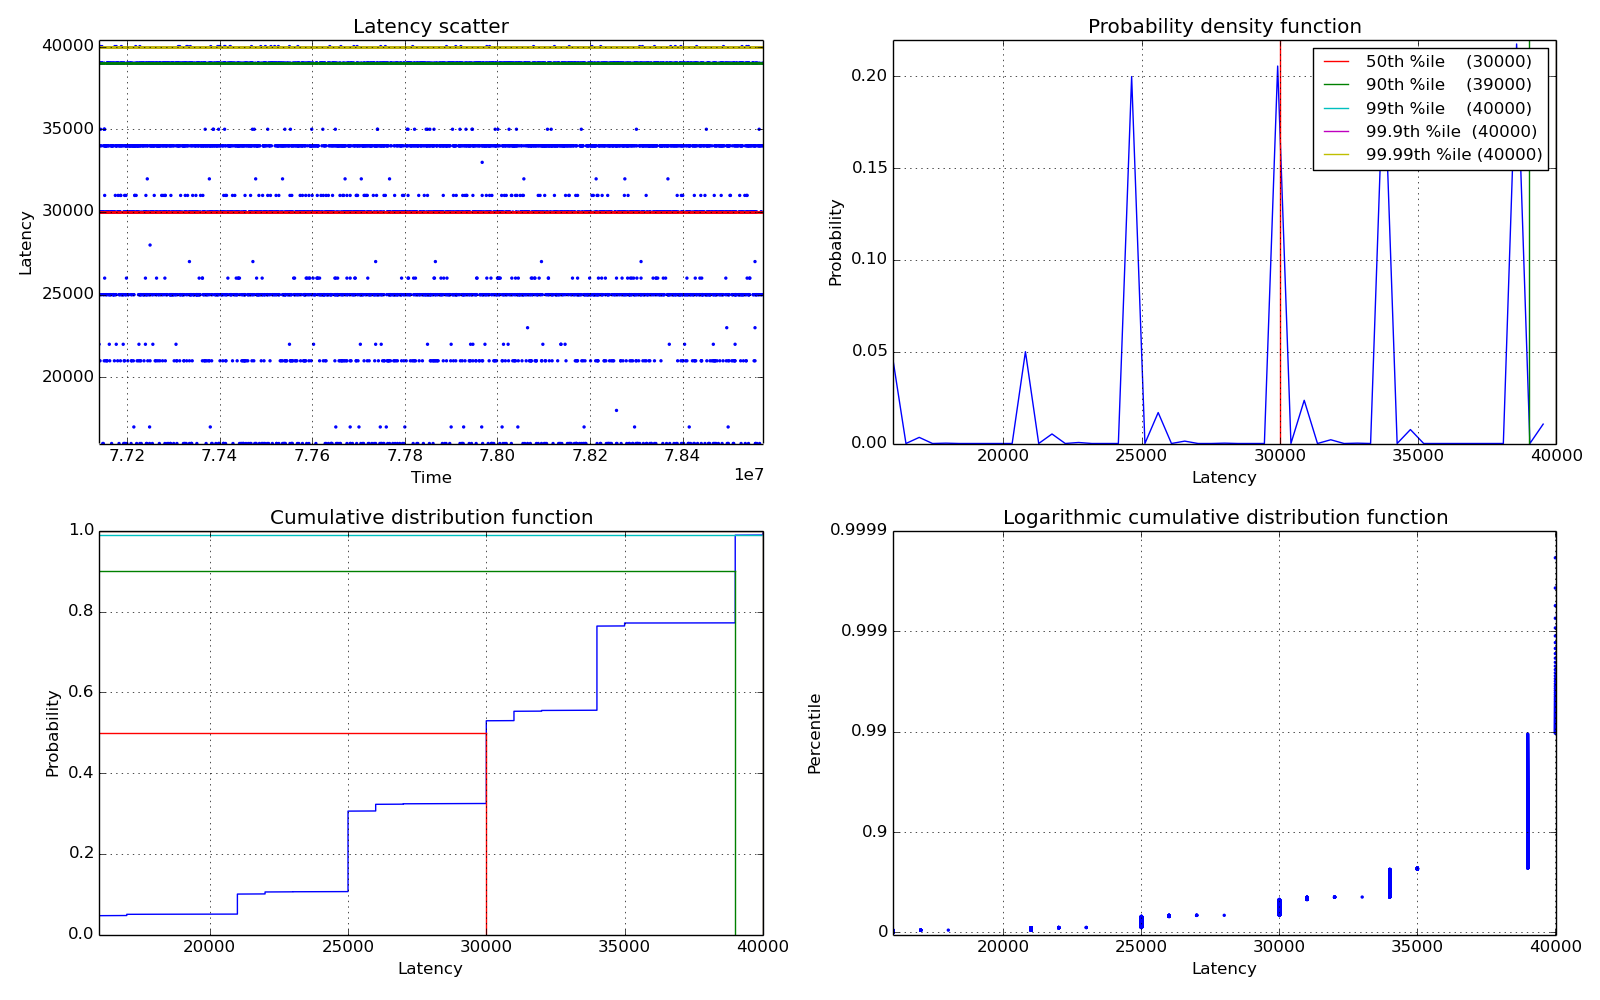 Latency scatter
40000
35000
30000
25000
20000
Latency
7.72 7.74 7.76 7.78 7.80 7.82 7.84
1e7
Time
Probability density function
0.20
0.15
0.10
0.05
0.00
Probability
50th %ile (30000)
90th %ile (39000)
99th %ile (40000)
99.9th %ile (40000)
99.99th %ile (40000)
20000 25000 30000 35000 40000
Latency
Cumulative distribution function
1.0
0.8
0.6
0.4
0.2
0.0
Probability
20000 25000 30000 35000 40000
Latency
Logarithmic cumulative distribution function
0.9999
0.999
0.99
0.9
0
Percentile
20000 25000 30000 35000 40000
Latency